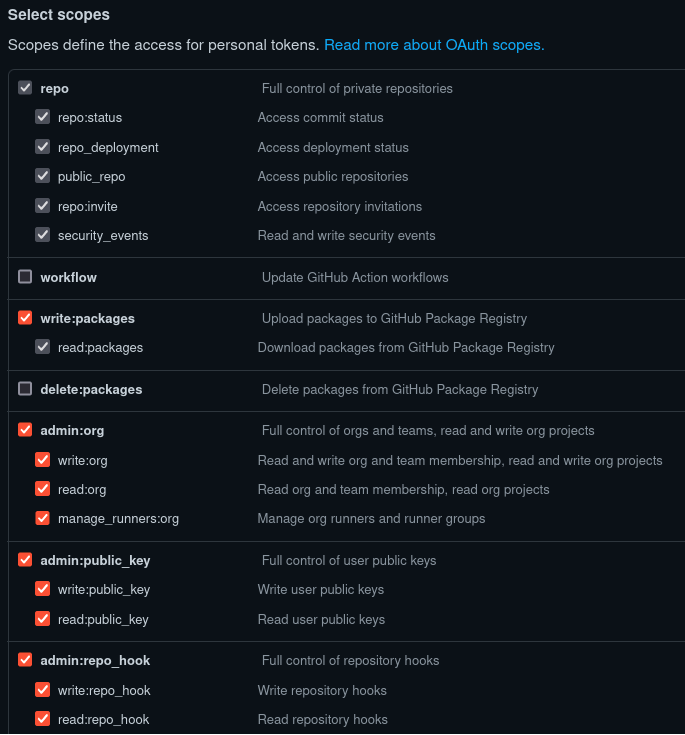 Select scopes
Scopes define the access for personal tokens. Read more about OAuth scopes.
repo Full control of private repositories
repo:status Access commit status
repo_deployment Access deployment status
public_repo Access public repositories
repo:invite Access repository invitations
security_events Read and write security events
workflow Update GitHub Action workflows
write:packages Upload packages to GitHub Package Registry
read:packages Download packages from GitHub Package Registry
delete:packages Delete packages from GitHub Package Registry
admin:org Full control of orgs and teams, read and write org projects
write:org Read and write org and team membership, read and write org projects
read:org Read org and team membership, read org projects
manage_runners:org Manage org runners and runner groups
admin:public_key Full control of user public keys
write:public_key Write user public keys
read:public_key Read user public keys
admin:repo_hook Full control of repository hooks
write:repo_hook Write repository hooks
read:repo_hook Read repository hooks